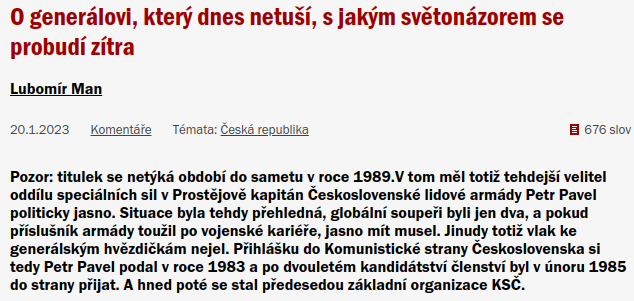 O generálovi, který dnes netuší, s jakým světonázorem se
probudí zítra
Lubomír Man
20.1.2023 Komentáře Témata: Česká republika 676 slov
Pozor: titulek se netýká období do sametu v roce 1989.V tom měl totiž tehdejší velitel
oddílu speciálních sil v Prostějově kapitán Československé lidové armády Petr Pavel
politicky jasno. Situace byla tehdy přehledná, globální soupeři byli jen dva, a pokud
příslušník armády toužil po vojenské kariéře, jasno mít musel. Jinudy totiž vlak ke
generálským hvězdičkám nejel. Přihlášku do Komunistické strany Československa si
tedy Petr Pavel podal v roce 1983 a po dvouletém kandidátství členství byl v únoru 1985
do strany přijat. A hned poté se stal předesedou základní organizace KSČ.